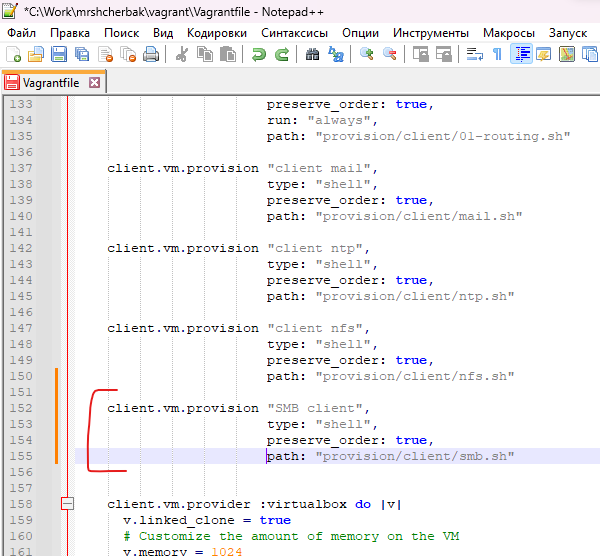 *C:\Work\mrshcherbak\vagrant\Vagrantfile - Notepad++
Файл Правка Поиск Вид Кодировки Синтаксисы Опции Инструменты Макросы Запуск
Vagrantfile
133 preserve_order: true,
134 run: "always",
135 path: "provision/client/01-routing.sh"
136
137 client.vm.provision "client mail",
138 type: "shell",
139 preserve_order: true,
140 path: "provision/client/mail.sh"
141
142 client.vm.provision "client ntp",
143 type: "shell",
144 preserve_order: true,
145 path: "provision/client/ntp.sh"
146
147 client.vm.provision "client nfs",
148 type: "shell",
149 preserve_order: true,
150 path: "provision/client/nfs.sh"
151
152 client.vm.provision "SMB client",
153 type: "shell",
154 preserve_order: true,
155 path: "provision/client/smb.sh"
156
157
158 client.vm.provider :virtualbox do |v|
159 v.linked_clone = true
160 # Customize the amount of memory on the VM
161 v.memory = 1024